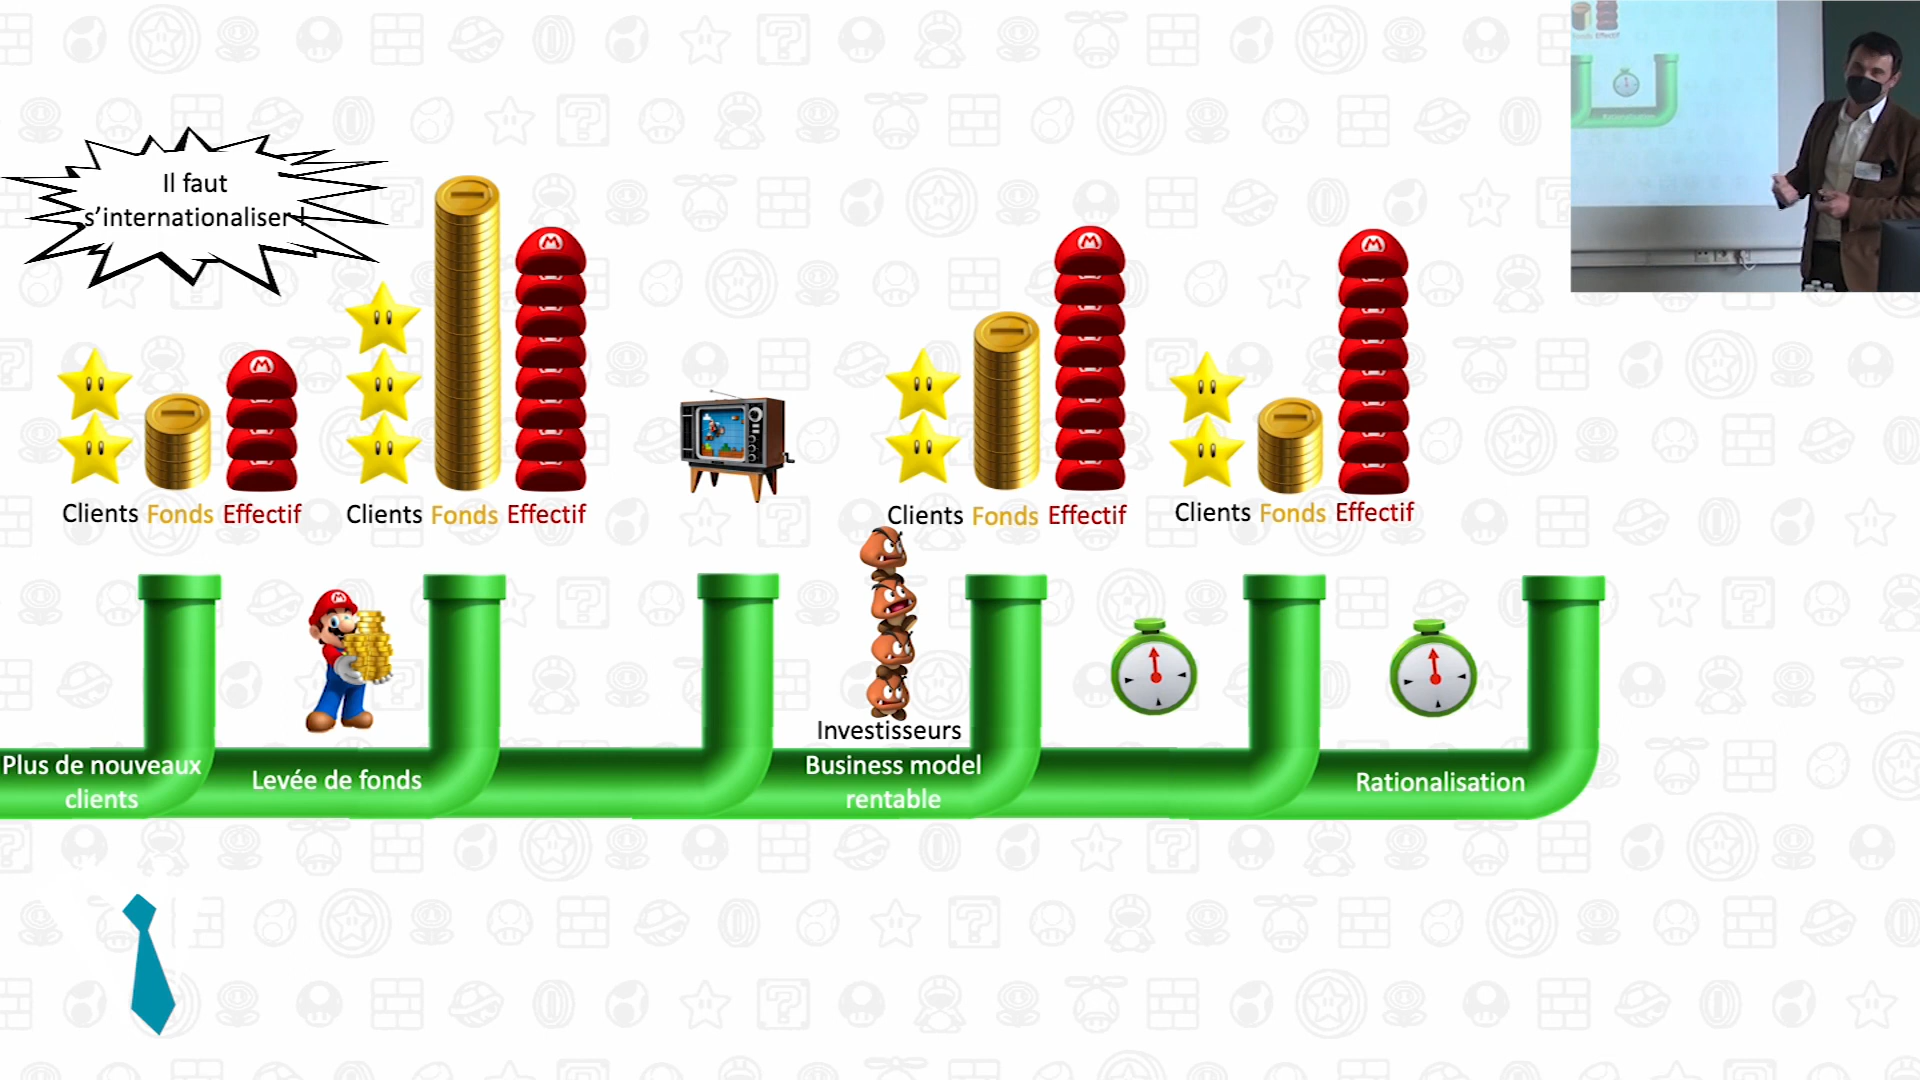 Il faut
s'internationaliser !
Clients Fonds Effectif
Clients Fonds Effectif
Clients Fonds Effectif
Clients Fonds Effectif
Investisseurs
Plus de nouveaux
clients
Levée de fonds
Business model
rentable
Rationalisation